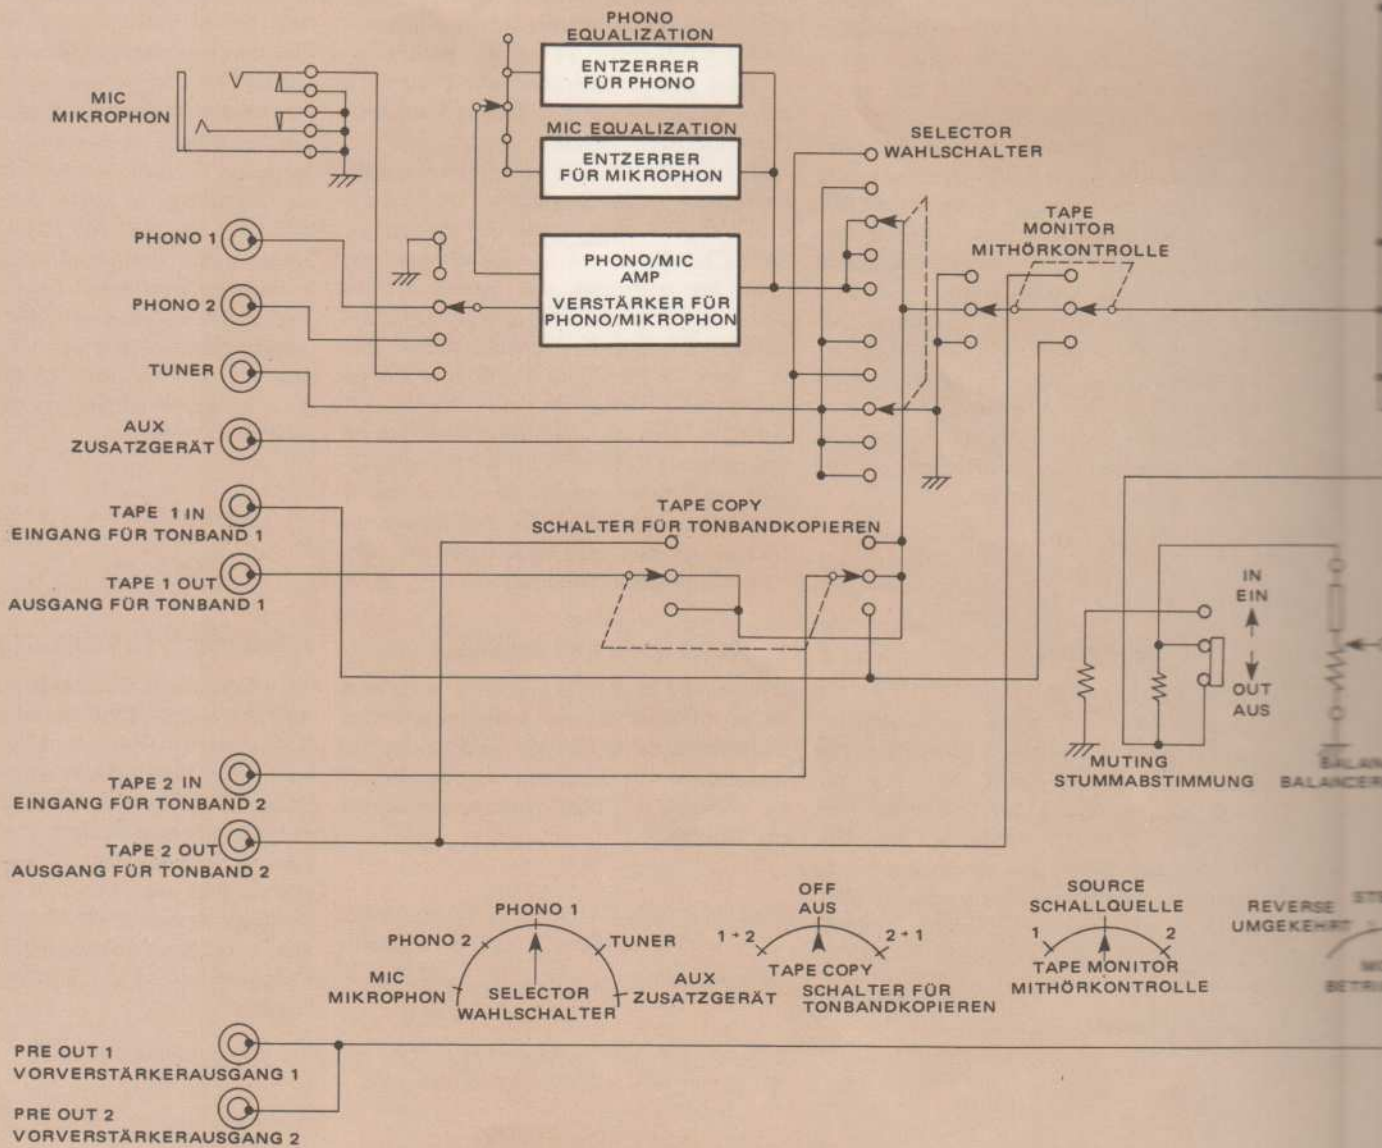 PHONO
EQUALIZATION
ENTZERRER
FÜR PHONO
MIC
MIKROPHON
MIC EQUALIZATION
ENTZERRER
FÜR MIKROPHON
SELECTOR
WAHLSCHALTER
TAPE
MONITOR
MITHÖRKONTROLLE
PHONO 1
PHONO/MIC
AMP
VERSTÄRKER FÜR
PHONO/MIKROPHON
PHONO 2
TUNER
AUX
ZUSATZGERÄT
TAPE 1 IN
EINGANG FÜR TONBAND 1
TAPE COPY
SCHALTER FÜR TONBANDKOPIEREN
TAPE 1 OUT
AUSGANG FÜR TONBAND 1
IN
EIN
OUT
AUS
MUTING
STUMMABSTIMMUNG
TAPE 2 IN
EINGANG FÜR TONBAND 2
TAPE 2 OUT
AUSGANG FÜR TONBAND 2
PHONO 1
PHONO 2
TUNER
MIC
MIKROPHON
AUX
ZUSATZGERÄT
SELECTOR
WAHLSCHALTER
OFF
AUS
1→2
2→1
TAPE COPY
SCHALTER FÜR
TONBANDKOPIEREN
SOURCE
SCHALLQUELLE
1
2
TAPE MONITOR
MITHÖRKONTROLLE
REVERSE
UMGEKEHRT
PRE OUT 1
VORVERSTÄRKERAUSGANG 1
PRE OUT 2
VORVERSTÄRKERAUSGANG 2